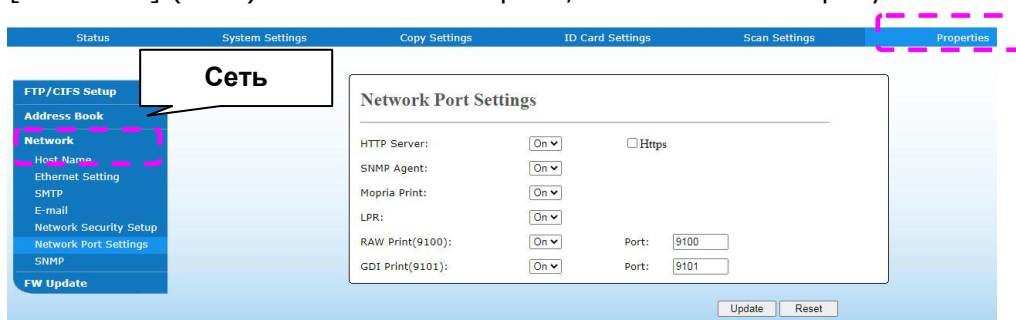 Status System Settings Copy Settings ID Card Settings Scan Settings Properties
Сеть
FTP/CIFS Setup
Address Book
Network
Host Name
Ethernet Setting
SMTP
E-mail
Network Security Setup
Network Port Settings
SNMP
FW Update
Network Port Settings
HTTP Server: On Https
SNMP Agent: On
Mopria Print: On
LPR: On
RAW Print(9100): On Port: 9100
GDI Print(9101): On Port: 9101
Update Reset